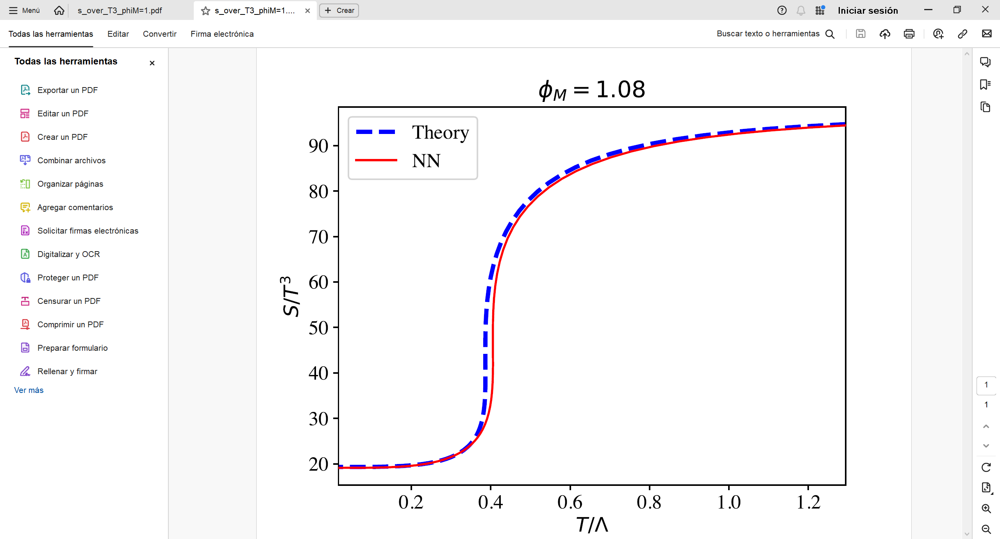 Menú
s_over_T3_phiM=1.pdf
s_over_T3_phiM=1....
Crear
Iniciar sesión
Todas las herramientas
Editar
Convertir
Firma electrónica
Buscar texto o herramientas
Todas las herramientas
Exportar un PDF
Editar un PDF
Crear un PDF
Combinar archivos
Organizar páginas
Agregar comentarios
Solicitar firmas electrónicas
Digitalizar y OCR
Proteger un PDF
Censurar un PDF
Comprimir un PDF
Preparar formulario
Rellenar y firmar
Ver más
ϕ_M = 1.08
Theory
NN
90
80
70
60
50
40
30
20
S/T³
0.2 0.4 0.6 0.8 1.0 1.2
T/Λ
1
1